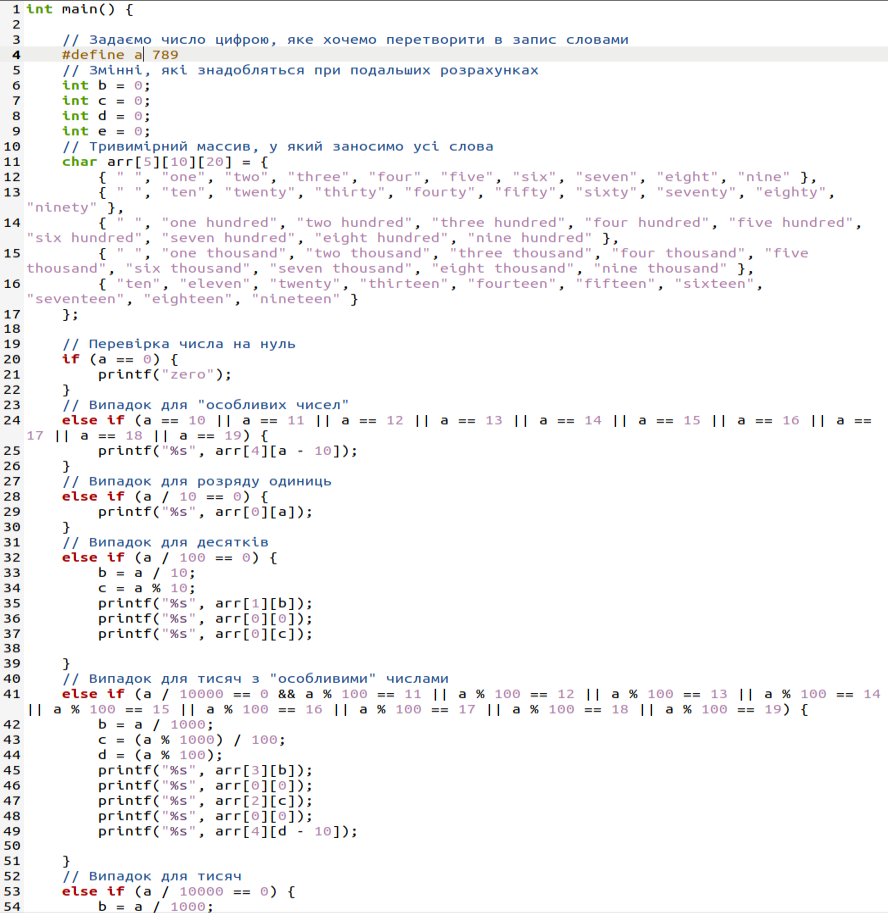 1 int main() {
2
3 // Задаємо число цифрою, яке хочемо перетворити в запис словами
4 #define a 789
5 // Змінні, які знадобляться при подальших розрахунках
6 int b = 0;
7 int c = 0;
8 int d = 0;
9 int e = 0;
10 // Тривимірний массив, у який заносимо усі слова
11 char arr[5][10][20] = {
12 { " ", "one", "two", "three", "four", "five", "six", "seven", "eight", "nine" },
13 { " ", "ten", "twenty", "thirty", "fourty", "fifty", "sixty", "seventy", "eighty",
"ninety" },
14 { " ", "one hundred", "two hundred", "three hundred", "four hundred", "five hundred",
"six hundred", "seven hundred", "eight hundred", "nine hundred" },
15 { " ", "one thousand", "two thousand", "three thousand", "four thousand", "five
thousand", "six thousand", "seven thousand", "eight thousand", "nine thousand" },
16 { "ten", "eleven", "twenty", "thirteen", "fourteen", "fifteen", "sixteen",
"seventeen", "eighteen", "nineteen" }
17 };
18
19 // Перевірка числа на нуль
20 if (a == 0) {
21 printf("zero");
22 }
23 // Випадок для "особливих чисел"
24 else if (a == 10 || a == 11 || a == 12 || a == 13 || a == 14 || a == 15 || a == 16 || a ==
17 || a == 18 || a == 19) {
25 printf("%s", arr[4][a - 10]);
26 }
27 // Випадок для розряду одиниць
28 else if (a / 10 == 0) {
29 printf("%s", arr[0][a]);
30 }
31 // Випадок для десятків
32 else if (a / 100 == 0) {
33 b = a / 10;
34 c = a % 10;
35 printf("%s", arr[1][b]);
36 printf("%s", arr[0][0]);
37 printf("%s", arr[0][c]);
38
39 }
40 // Випадок для тисяч з "особливими" числами
41 else if (a / 10000 == 0 && a % 100 == 11 || a % 100 == 12 || a % 100 == 13 || a % 100 == 14
|| a % 100 == 15 || a % 100 == 16 || a % 100 == 17 || a % 100 == 18 || a % 100 == 19) {
42 b = a / 1000;
43 c = (a % 1000) / 100;
44 d = (a % 100);
45 printf("%s", arr[3][b]);
46 printf("%s", arr[0][0]);
47 printf("%s", arr[2][c]);
48 printf("%s", arr[0][0]);
49 printf("%s", arr[4][d - 10]);
50
51 }
52 // Випадок для тисяч
53 else if (a / 10000 == 0) {
54 b = a / 1000;